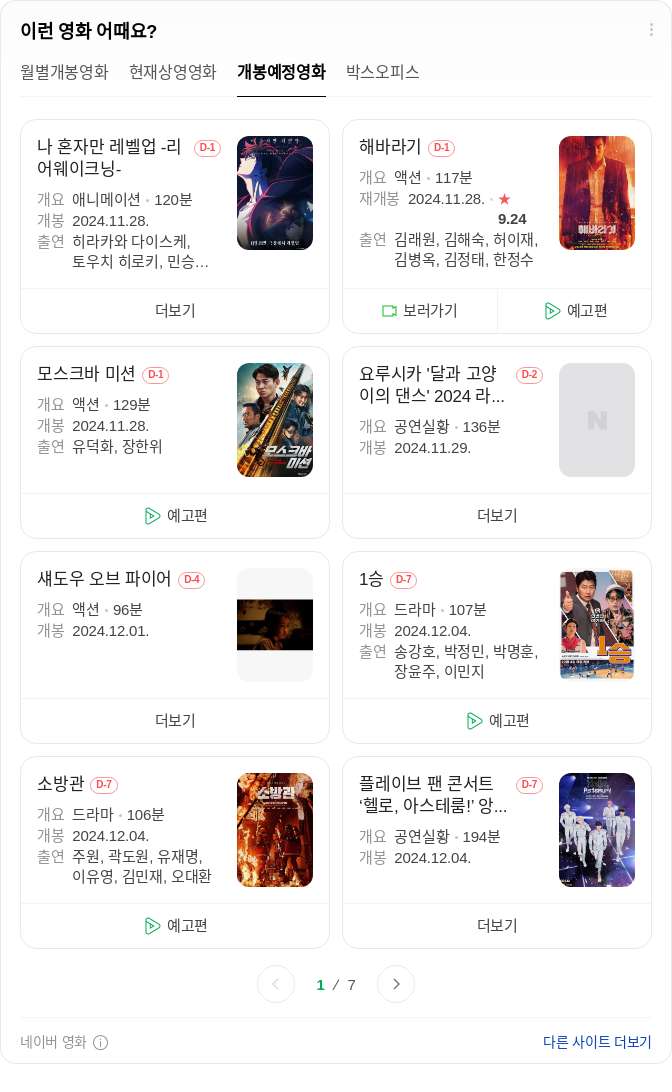 이런 영화 어때요?
월별개봉영화 현재상영영화 개봉예정영화 박스오피스
나 혼자만 레벨업 -리 D-1
어웨이크닝-
개요 애니메이션 120분
개봉 2024.11.28.
출연 히라카와 다이스케,
토우치 히로키, 민승…
더보기
해바라기 D-1
개요 액션 117분
재개봉 2024.11.28. ★
9.24
출연 김래원, 김해숙, 허이재,
김병옥, 김정태, 한정수
해바라기
보러가기 예고편
모스크바 미션 D-1
개요 액션 129분
개봉 2024.11.28.
출연 유덕화, 장한위
모스크바
미션
예고편
요루시카 '달과 고양 D-2
이의 댄스' 2024 라...
개요 공연실황 136분
개봉 2024.11.29.
N
더보기
섀도우 오브 파이어 D-4
개요 액션 96분
개봉 2024.12.01.
더보기
1승 D-7
개요 드라마 107분
개봉 2024.12.04.
출연 송강호, 박정민, 박명훈,
장윤주, 이민지
1승
예고편
소방관 D-7
개요 드라마 106분
개봉 2024.12.04.
출연 주원, 곽도원, 유재명,
이유영, 김민재, 오대환
소방관
예고편
플레이브 팬 콘서트 D-7
‘헬로, 아스테룸!’ 앙...
개요 공연실황 194분
개봉 2024.12.04.
더보기
1 / 7
네이버 영화
다른 사이트 더보기